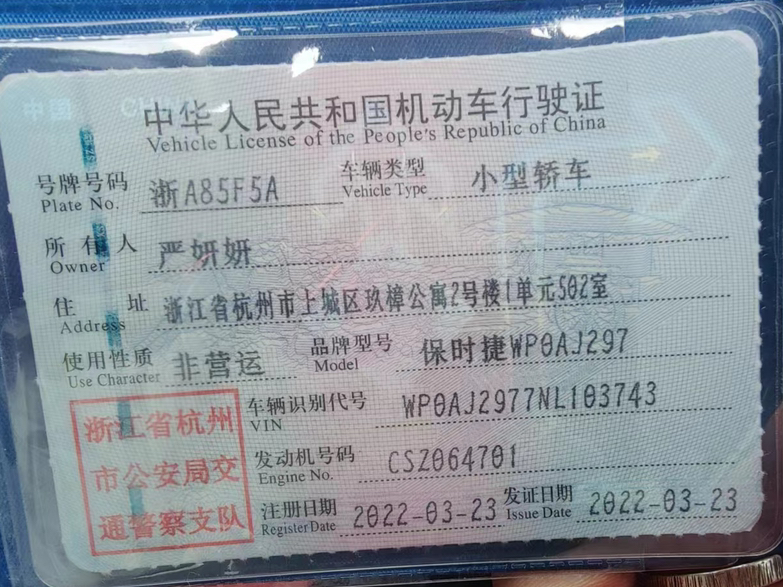 中国 CHINA
中华人民共和国机动车行驶证
Vehicle License of the People's Republic of China
号牌号码 浙A85F5A 车辆类型 小型轿车
Plate No. Vehicle Type
所有人 严妍妍
Owner
住址 浙江省杭州市上城区玖樟公寓2号楼1单元502室
Address
使用性质 非营运 品牌型号 保时捷WP0AJ297
Use Character Model
浙江省杭州 车辆识别代号 WP0AJ2977NL103743
VIN
市公安局交 发动机号码 CSZ064701
Engine No.
通警察支队 注册日期 2022-03-23 发证日期 2022-03-23
Register Date Issue Date